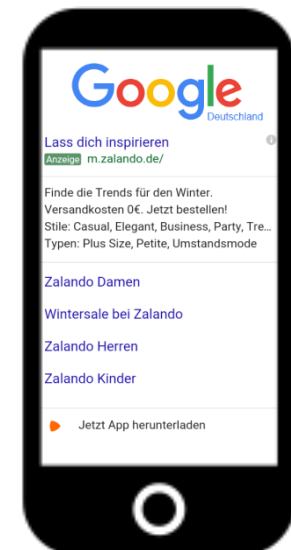 Google
Deutschland
Lass dich inspirieren
Anzeige m.zalando.de/
Finde die Trends für den Winter.
Versandkosten 0€. Jetzt bestellen!
Stile: Casual, Elegant, Business, Party, Tre...
Typen: Plus Size, Petite, Umstandsmode
Zalando Damen
Wintersale bei Zalando
Zalando Herren
Zalando Kinder
Jetzt App herunterladen